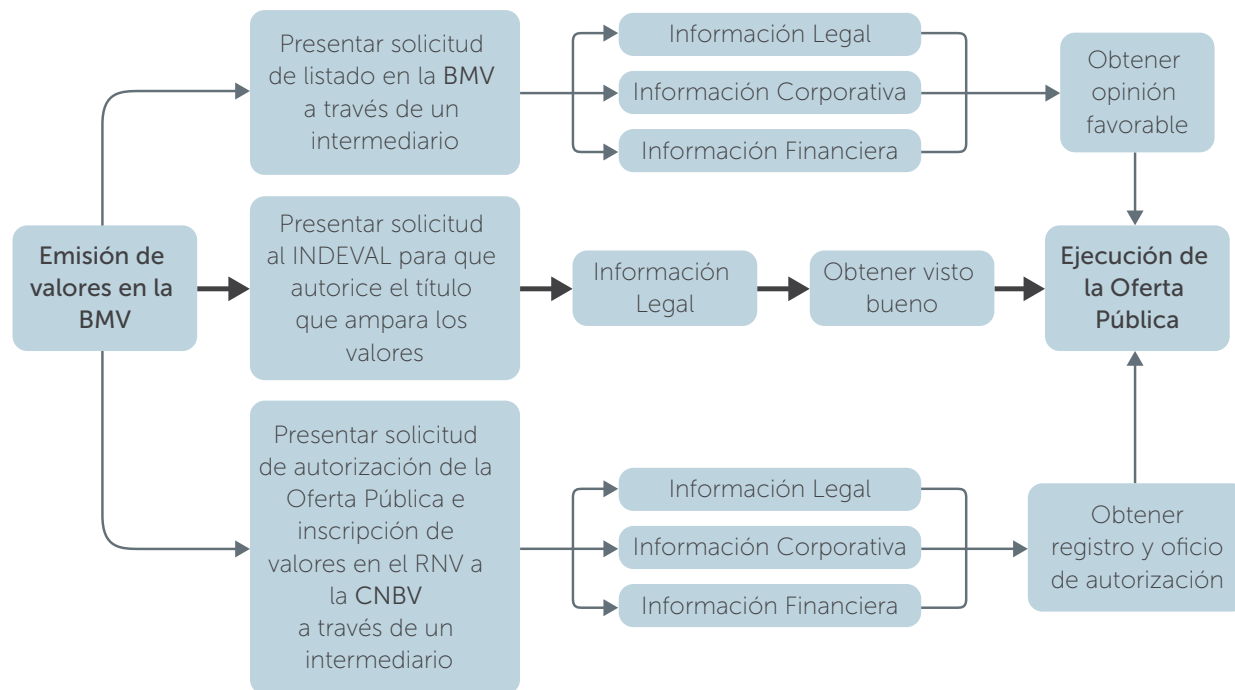 Emisión de
valores en la
BMV
Presentar solicitud
de listado en la BMV
a través de un
intermediario
Información Legal
Información Corporativa
Información Financiera
Obtener
opinión
favorable
Presentar solicitud
al INDEVAL para que
autorice el título
que ampara los
valores
Información
Legal
Obtener visto
bueno
Ejecución de
la Oferta
Pública
Presentar solicitud
de autorización de la
Oferta Pública e
inscripción de
valores en el RNV a
la CNBV
a través de un
intermediario
Información Legal
Información Corporativa
Información Financiera
Obtener
registro y oficio
de autorización